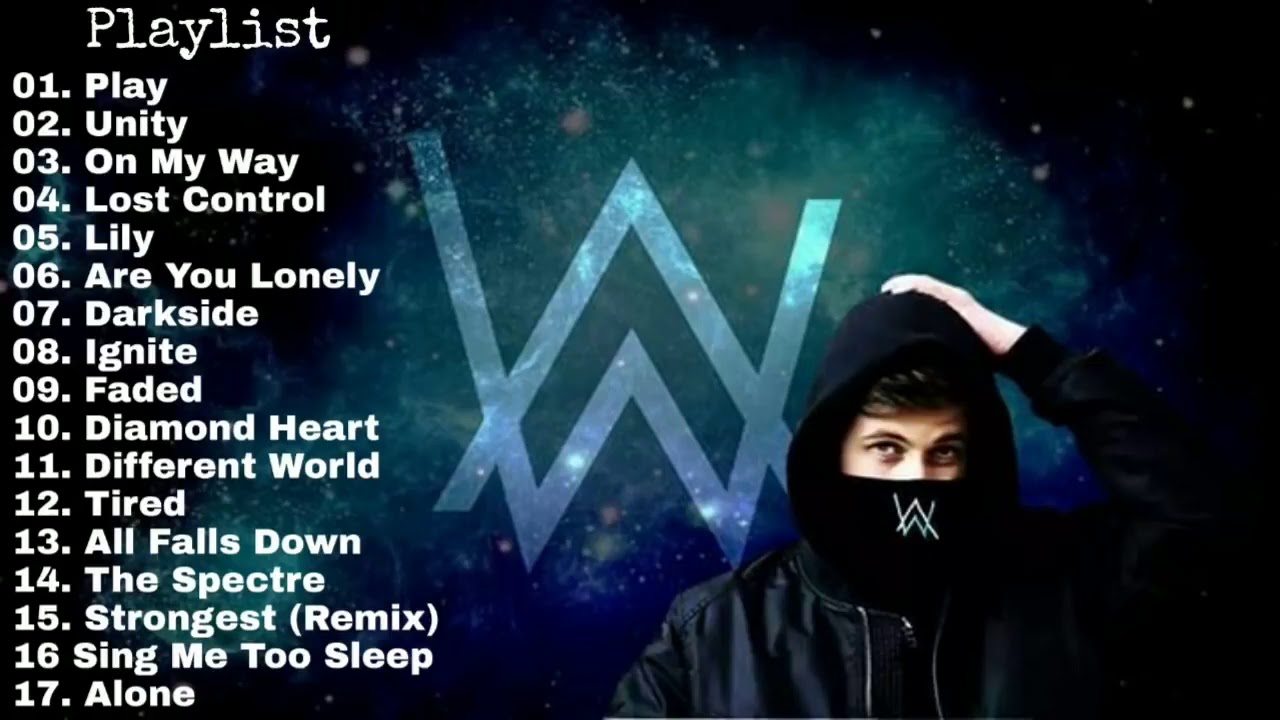 Playlist
01. Play
02. Unity
03. On My Way
04. Lost Control
05. Lily
06. Are You Lonely
07. Darkside
08. Ignite
09. Faded
10. Diamond Heart
11. Different World
12. Tired
13. All Falls Down
14. The Spectre
15. Strongest (Remix)
16 Sing Me Too Sleep
17. Alone